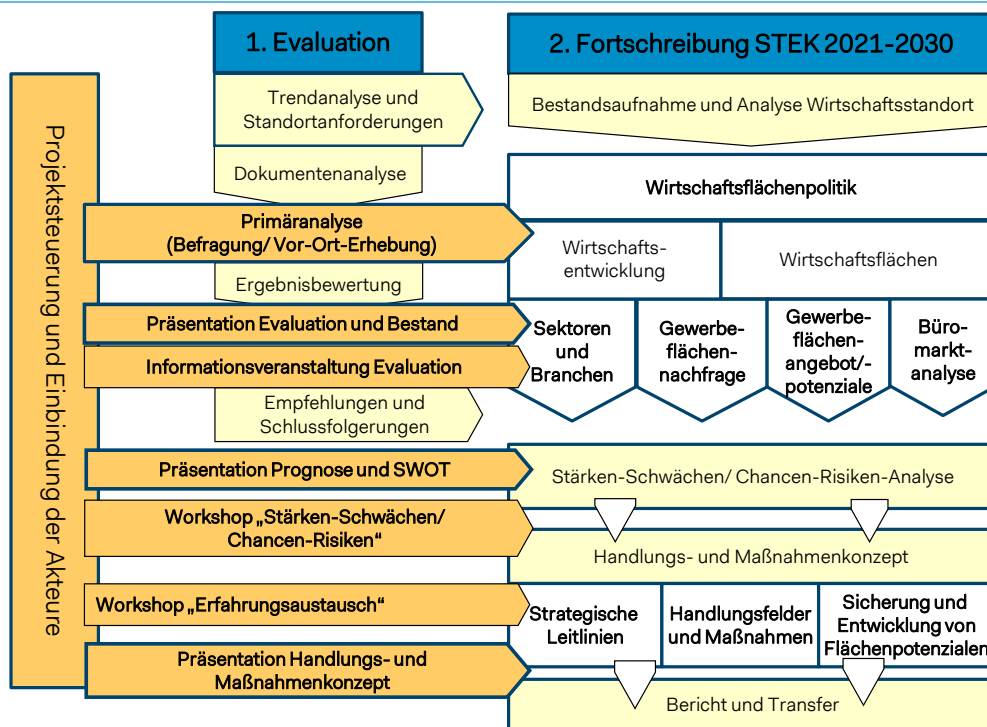 1. Evaluation
2. Fortschreibung STEK 2021-2030
Projektsteuerung und Einbindung der Akteure
Trendanalyse und
Standortanforderungen
Dokumentenanalyse
Primäranalyse
(Befragung/ Vor-Ort-Erhebung)
Ergebnisbewertung
Präsentation Evaluation und Bestand
Informationsveranstaltung Evaluation
Empfehlungen und
Schlussfolgerungen
Präsentation Prognose und SWOT
Workshop „Stärken-Schwächen/
Chancen-Risiken"
Workshop „Erfahrungsaustausch"
Präsentation Handlungs- und
Maßnahmenkonzept
Bestandsaufnahme und Analyse Wirtschaftsstandort
Wirtschaftsflächenpolitik
Wirtschafts-
entwicklung
Wirtschaftsflächen
Sektoren
und
Branchen
Gewerbe-
flächen-
nachfrage
Gewerbe-
flächen-
angebot/-
potenziale
Büro-
markt-
analyse
Stärken-Schwächen/ Chancen-Risiken-Analyse
Handlungs- und Maßnahmenkonzept
Strategische
Leitlinien
Handlungsfelder
und Maßnahmen
Sicherung und
Entwicklung von
Flächenpotenzialen
Bericht und Transfer